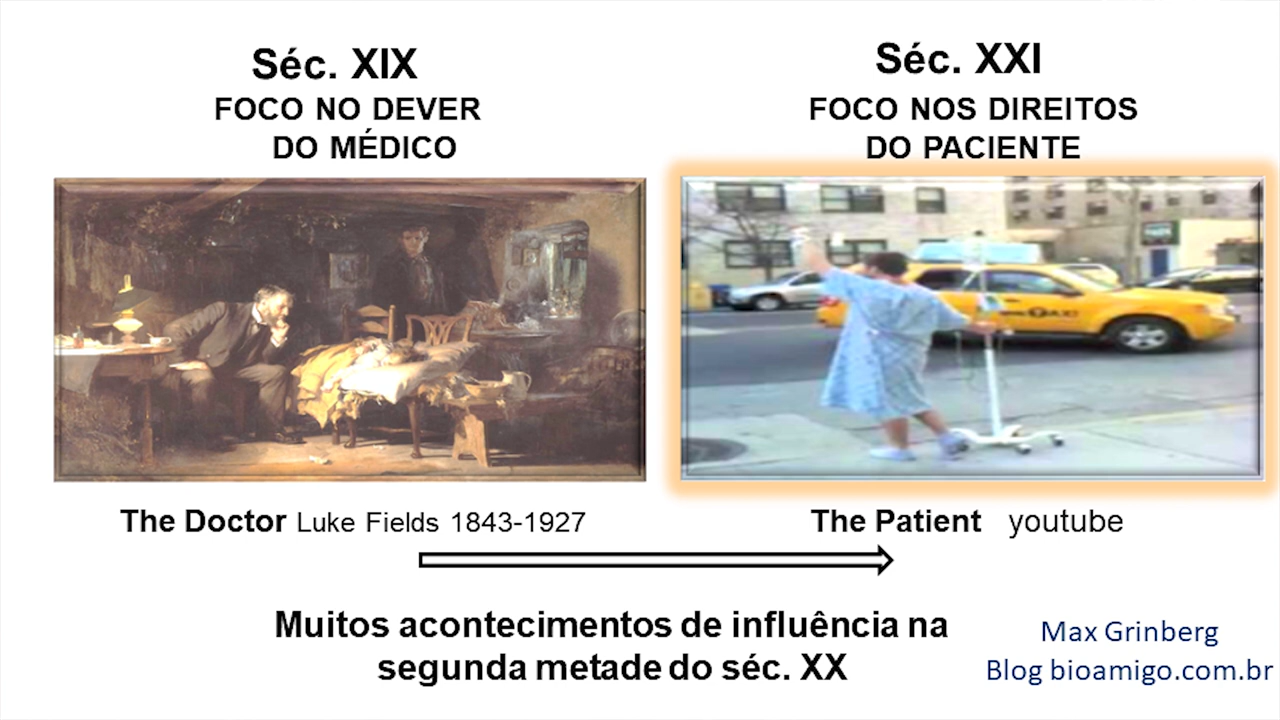 Séc. XIX
FOCO NO DEVER
DO MÉDICO
Séc. XXI
FOCO NOS DIREITOS
DO PACIENTE
TAXI
The Doctor Luke Fields 1843-1927
The Patient youtube
Muitos acontecimentos de influência na
segunda metade do séc. XX
Max Grinberg
Blog bioamigo.com.br